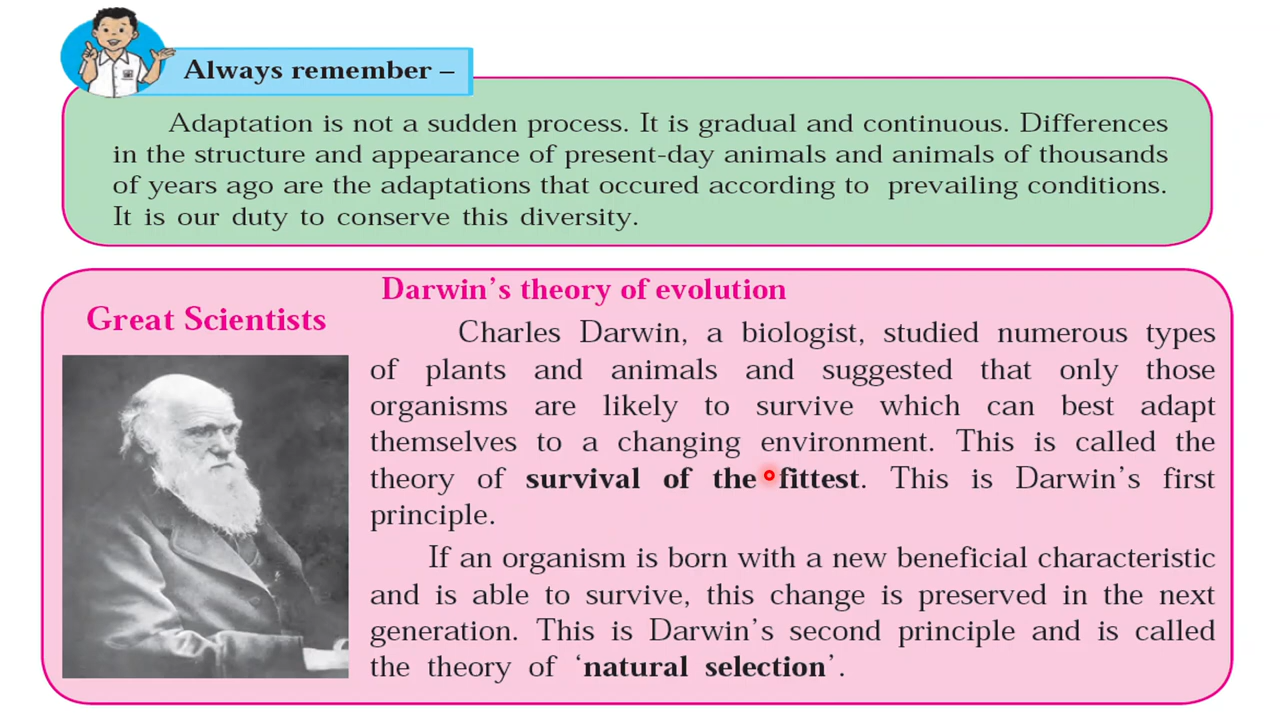 Always remember –
Adaptation is not a sudden process. It is gradual and continuous. Differences
in the structure and appearance of present-day animals and animals of thousands
of years ago are the adaptations that occured according to prevailing conditions.
It is our duty to conserve this diversity.
Great Scientists
Darwin's theory of evolution
Charles Darwin, a biologist, studied numerous types
of plants and animals and suggested that only those
organisms are likely to survive which can best adapt
themselves to a changing environment. This is called the
theory of survival of the fittest. This is Darwin's first
principle.
If an organism is born with a new beneficial characteristic
and is able to survive, this change is preserved in the next
generation. This is Darwin's second principle and is called
the theory of ‘natural selection’.